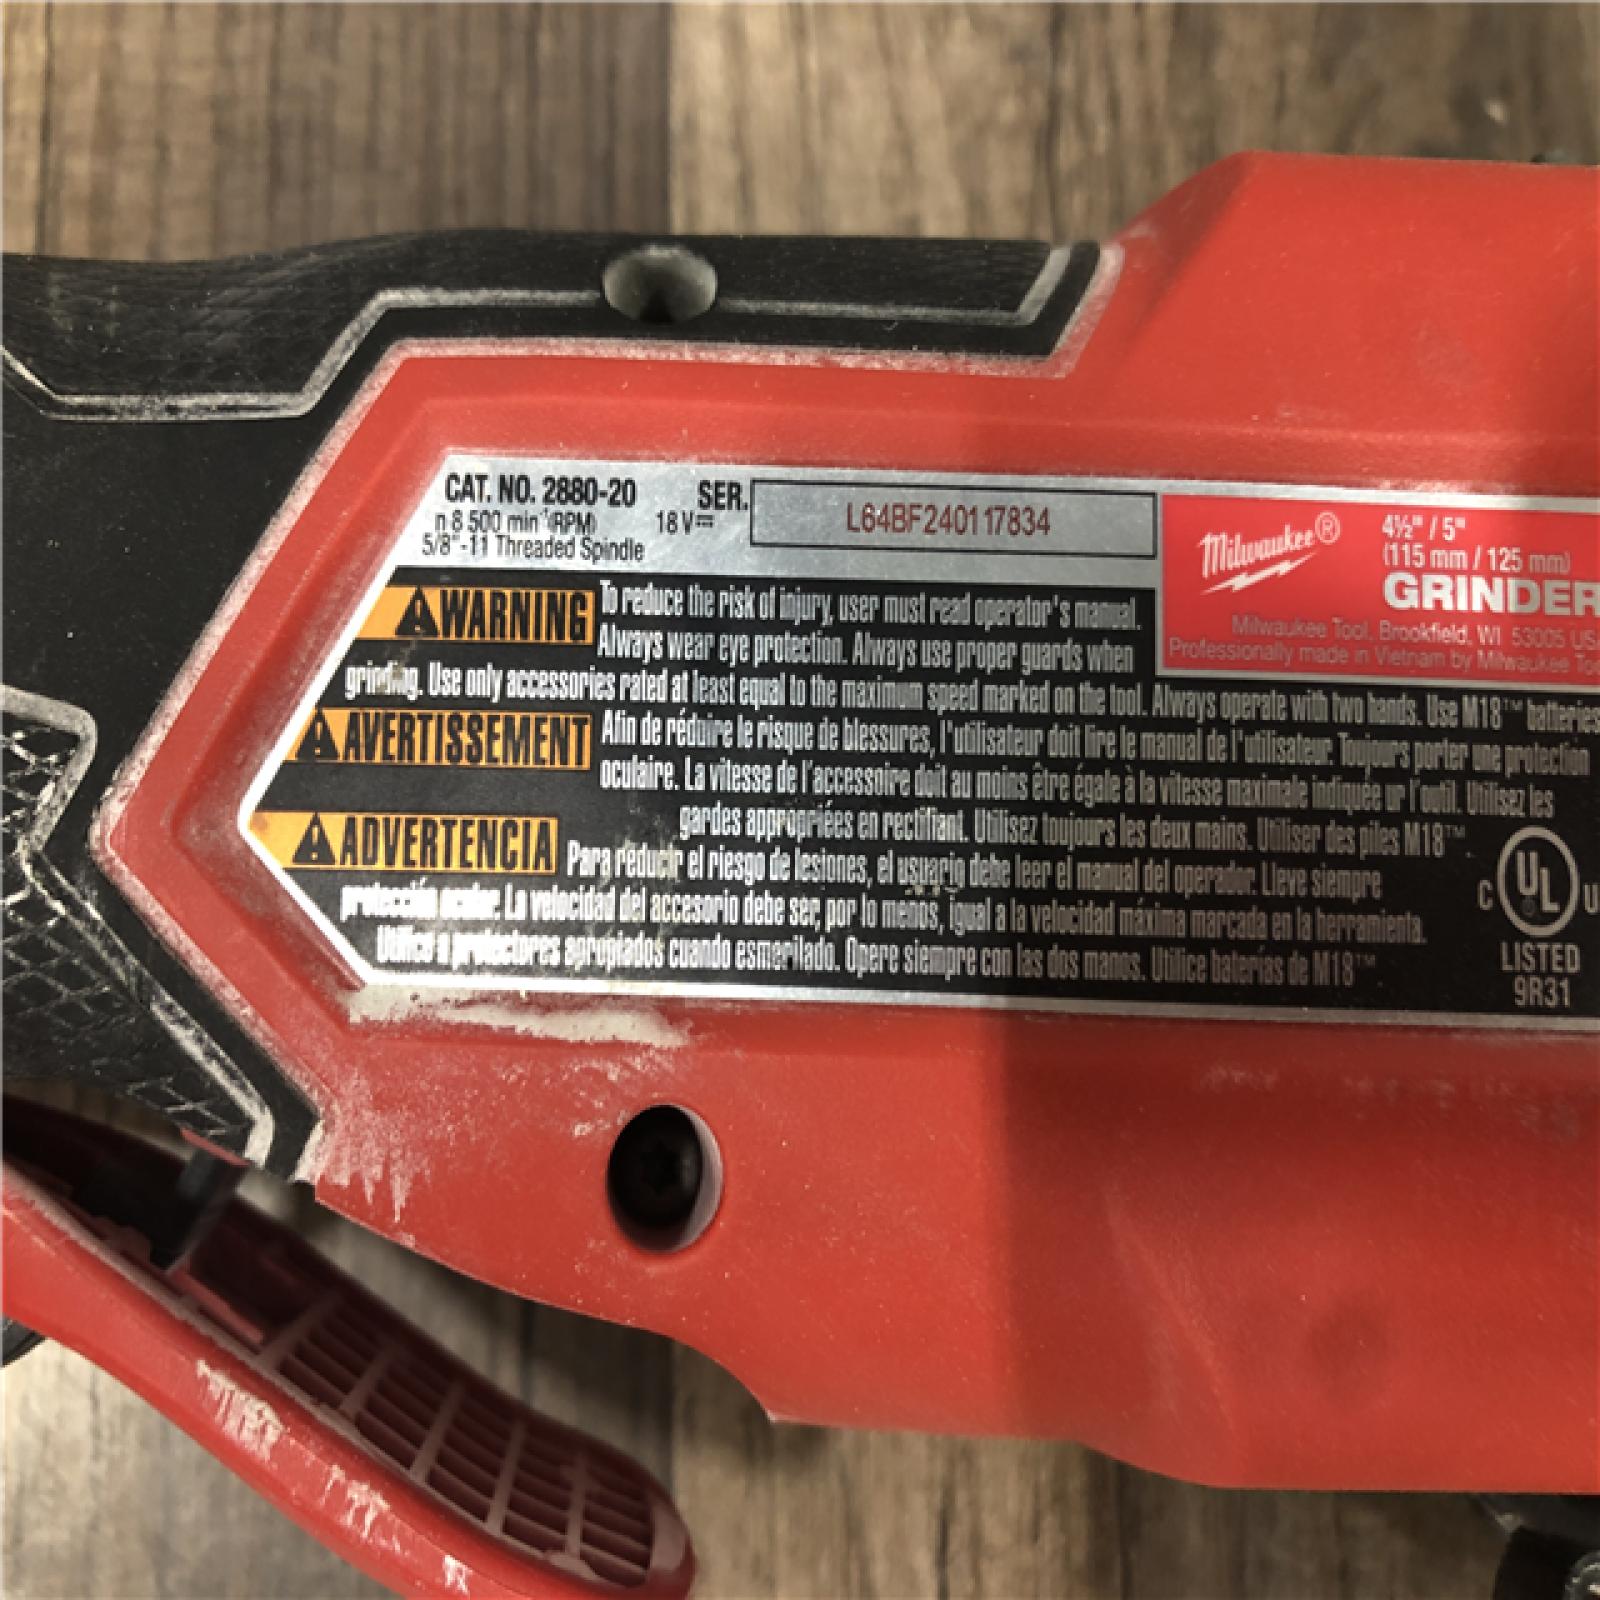 CAT. NO. 2880-20
n 8 500 min⁻¹ (RPM)
5/8"-11 Threaded Spindle
18 V⎓
SER.
L64BF240117834
Milwaukee®
4½" / 5"
(115 mm / 125 mm)
GRINDER
Milwaukee Tool, Brookfield, WI 53005 US
Professionally made in Vietnam by Milwaukee Too
WARNING To reduce the risk of injury, user must read operator's manual.
Always wear eye protection. Always use proper guards when
grinding. Use only accessories rated at least equal to the maximum speed marked on the tool. Always operate with two hands. Use M18™ batteries
AVERTISSEMENT Afin de réduire le risque de blessures, l'utilisateur doit lire le manual de l'utilisateur. Toujours porter une protection
oculaire. La vitesse de l'accessoire doit au moins être égale à la vitesse maximale indiquée ur l'outil. Utilisez les
gardes appropriées en rectifiant. Utilisez toujours les deux mains. Utiliser des piles M18™
ADVERTENCIA Para reducir el riesgo de lesiones, el usuario debe leer el manual del operador. Lleve siempre
protección ocular. La velocidad del accesorio debe ser, por lo menos, igual a la velocidad máxima marcada en la herramienta.
Utilice o protectores apropiados cuando esmerilado. Opere siempre con las dos manos. Utilice baterías de M18™
C UL U
LISTED
9R31